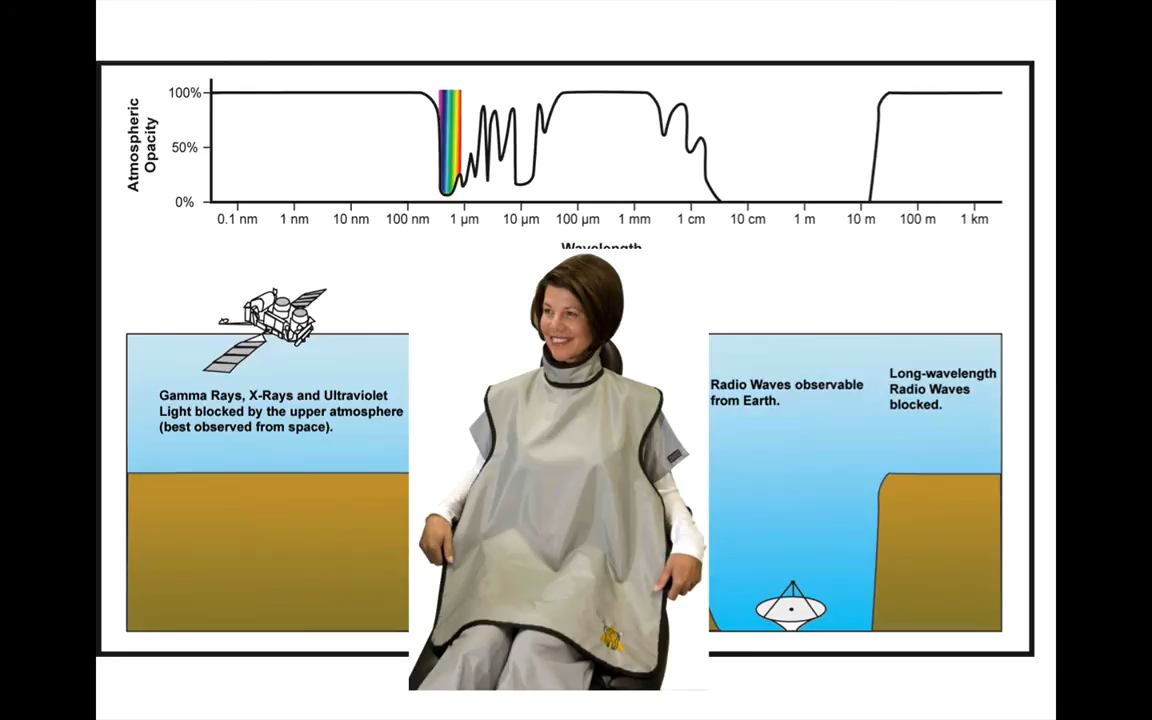 Atmospheric
Opacity
100%
50%
0%
0.1 nm 1 nm 10 nm 100 nm 1 µm 10 µm 100 µm 1 mm 1 cm 10 cm 1 m 10 m 100 m 1 km
Wavelength
Gamma Rays, X-Rays and Ultraviolet
Light blocked by the upper atmosphere
(best observed from space).
Radio Waves observable
from Earth.
Long-wavelength
Radio Waves
blocked.